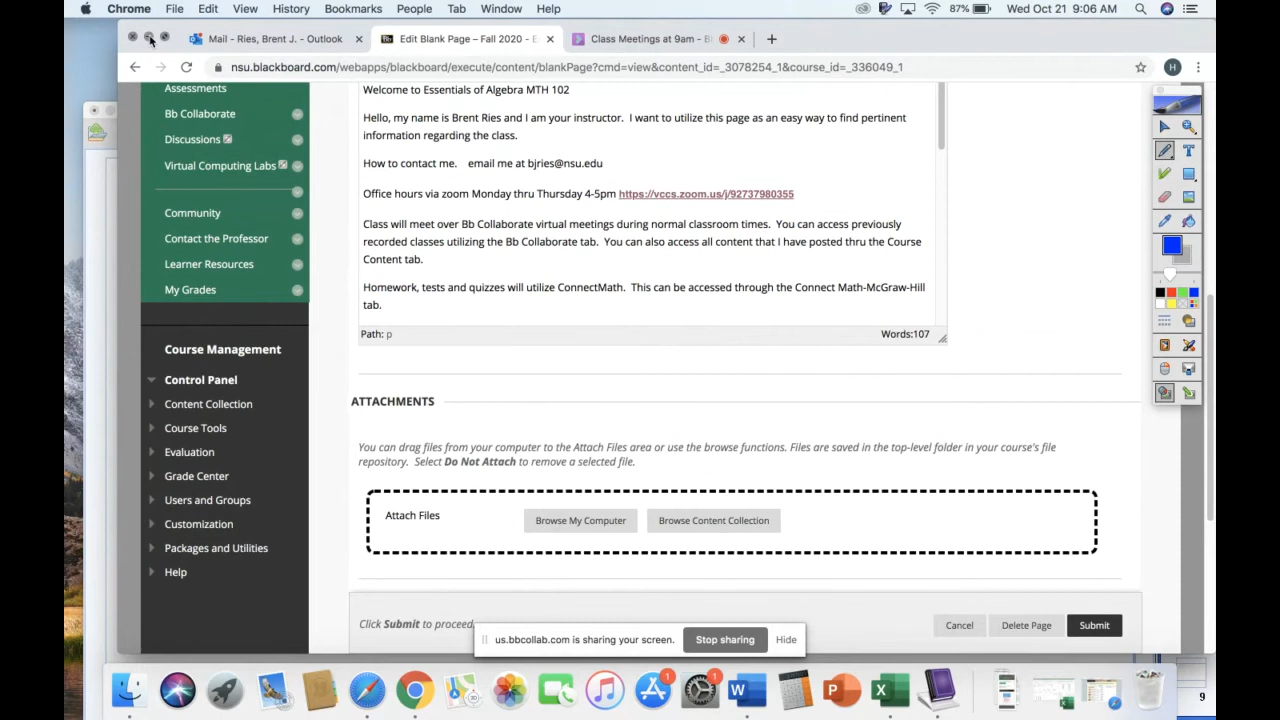 Chrome File Edit View History Bookmarks People Tab Window Help 87% Wed Oct 21 9:06 AM
Mail - Ries, Brent J. - Outlook Edit Blank Page – Fall 2020 - E Class Meetings at 9am - B
nsu.blackboard.com/webapps/blackboard/execute/content/blankPage?cmd=view&content_id=_3078254_1&course_id=_336049_1 H
Assessments
Bb Collaborate
Discussions
Virtual Computing Labs
Community
Contact the Professor
Learner Resources
My Grades
Course Management
Control Panel
Content Collection
Course Tools
Evaluation
Grade Center
Users and Groups
Customization
Packages and Utilities
Help
Welcome to Essentials of Algebra MTH 102
Hello, my name is Brent Ries and I am your instructor. I want to utilize this page as an easy way to find pertinent
information regarding the class.
How to contact me. email me at bjries@nsu.edu
Office hours via zoom Monday thru Thursday 4-5pm https://vccs.zoom.us/j/92737980355
Class will meet over Bb Collaborate virtual meetings during normal classroom times. You can access previously
recorded classes utilizing the Bb Collaborate tab. You can also access all content that I have posted thru the Course
Content tab.
Homework, tests and quizzes will utilize ConnectMath. This can be accessed through the Connect Math-McGraw-Hill
tab.
Path: p Words:107
ATTACHMENTS
You can drag files from your computer to the Attach Files area or use the browse functions. Files are saved in the top-level folder in your course's file
repository. Select Do Not Attach to remove a selected file.
Attach Files Browse My Computer Browse Content Collection
Click Submit to proceed. Cancel Delete Page Submit
us.bbcollab.com is sharing your screen. Stop sharing Hide
T
30 1 1 W P X
9